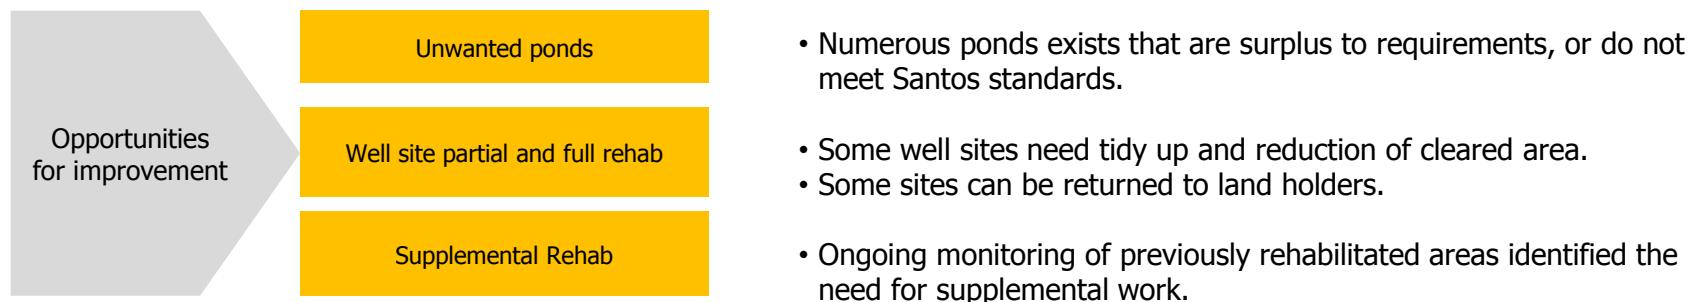 Opportunities
for improvement
Unwanted ponds
• Numerous ponds exists that are surplus to requirements, or do not
meet Santos standards.
Well site partial and full rehab
• Some well sites need tidy up and reduction of cleared area.
• Some sites can be returned to land holders.
Supplemental Rehab
• Ongoing monitoring of previously rehabilitated areas identified the
need for supplemental work.